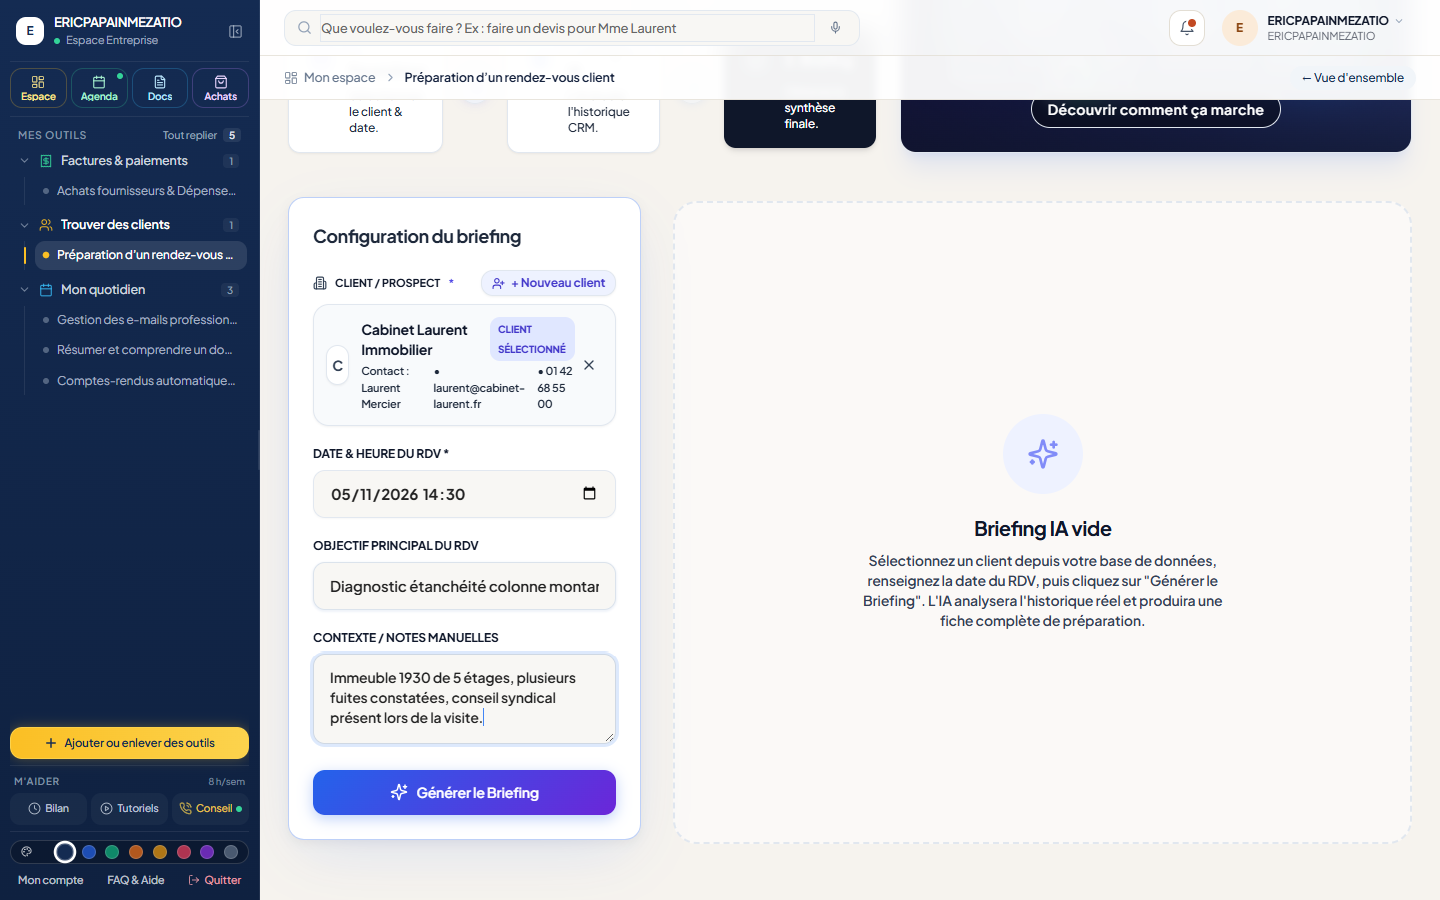 E
ERICPAPAINMEZATIO
Espace Entreprise
Espace
Agenda
Docs
Achats
MES OUTILS
Tout replier
5
Factures & paiements
1
Achats fournisseurs & Dépense...
Trouver des clients
1
Préparation d'un rendez-vous ...
Mon quotidien
3
Gestion des e-mails profession...
Résumer et comprendre un do...
Comptes-rendus automatique...
Ajouter ou enlever des outils
M'AIDER
8 h/sem
Bilan
Tutoriels
Conseil
Mon compte
FAQ & Aide
Quitter
Que voulez-vous faire ? Ex : faire un devis pour Mme Laurent
E
ERICPAPAINMEZATIO
ERICPAPAINMEZATIO
Mon espace
Préparation d'un rendez-vous client
← Vue d'ensemble
le client &
date.
l'historique
CRM.
synthèse
finale.
Découvrir comment ça marche
Configuration du briefing
CLIENT / PROSPECT *
+ Nouveau client
C
Cabinet Laurent
Immobilier
CLIENT
SÉLECTIONNÉ
Contact :
Laurent
Mercier
•
laurent@cabinet-
laurent.fr
• 01 42
68 55
00
DATE & HEURE DU RDV *
05/11/2026 14:30
OBJECTIF PRINCIPAL DU RDV
Diagnostic étanchéité colonne montan
CONTEXTE / NOTES MANUELLES
Immeuble 1930 de 5 étages, plusieurs
fuites constatées, conseil syndical
présent lors de la visite.
Générer le Briefing
Briefing IA vide
Sélectionnez un client depuis votre base de données,
renseignez la date du RDV, puis cliquez sur "Générer le
Briefing". L'IA analysera l'historique réel et produira une
fiche complète de préparation.